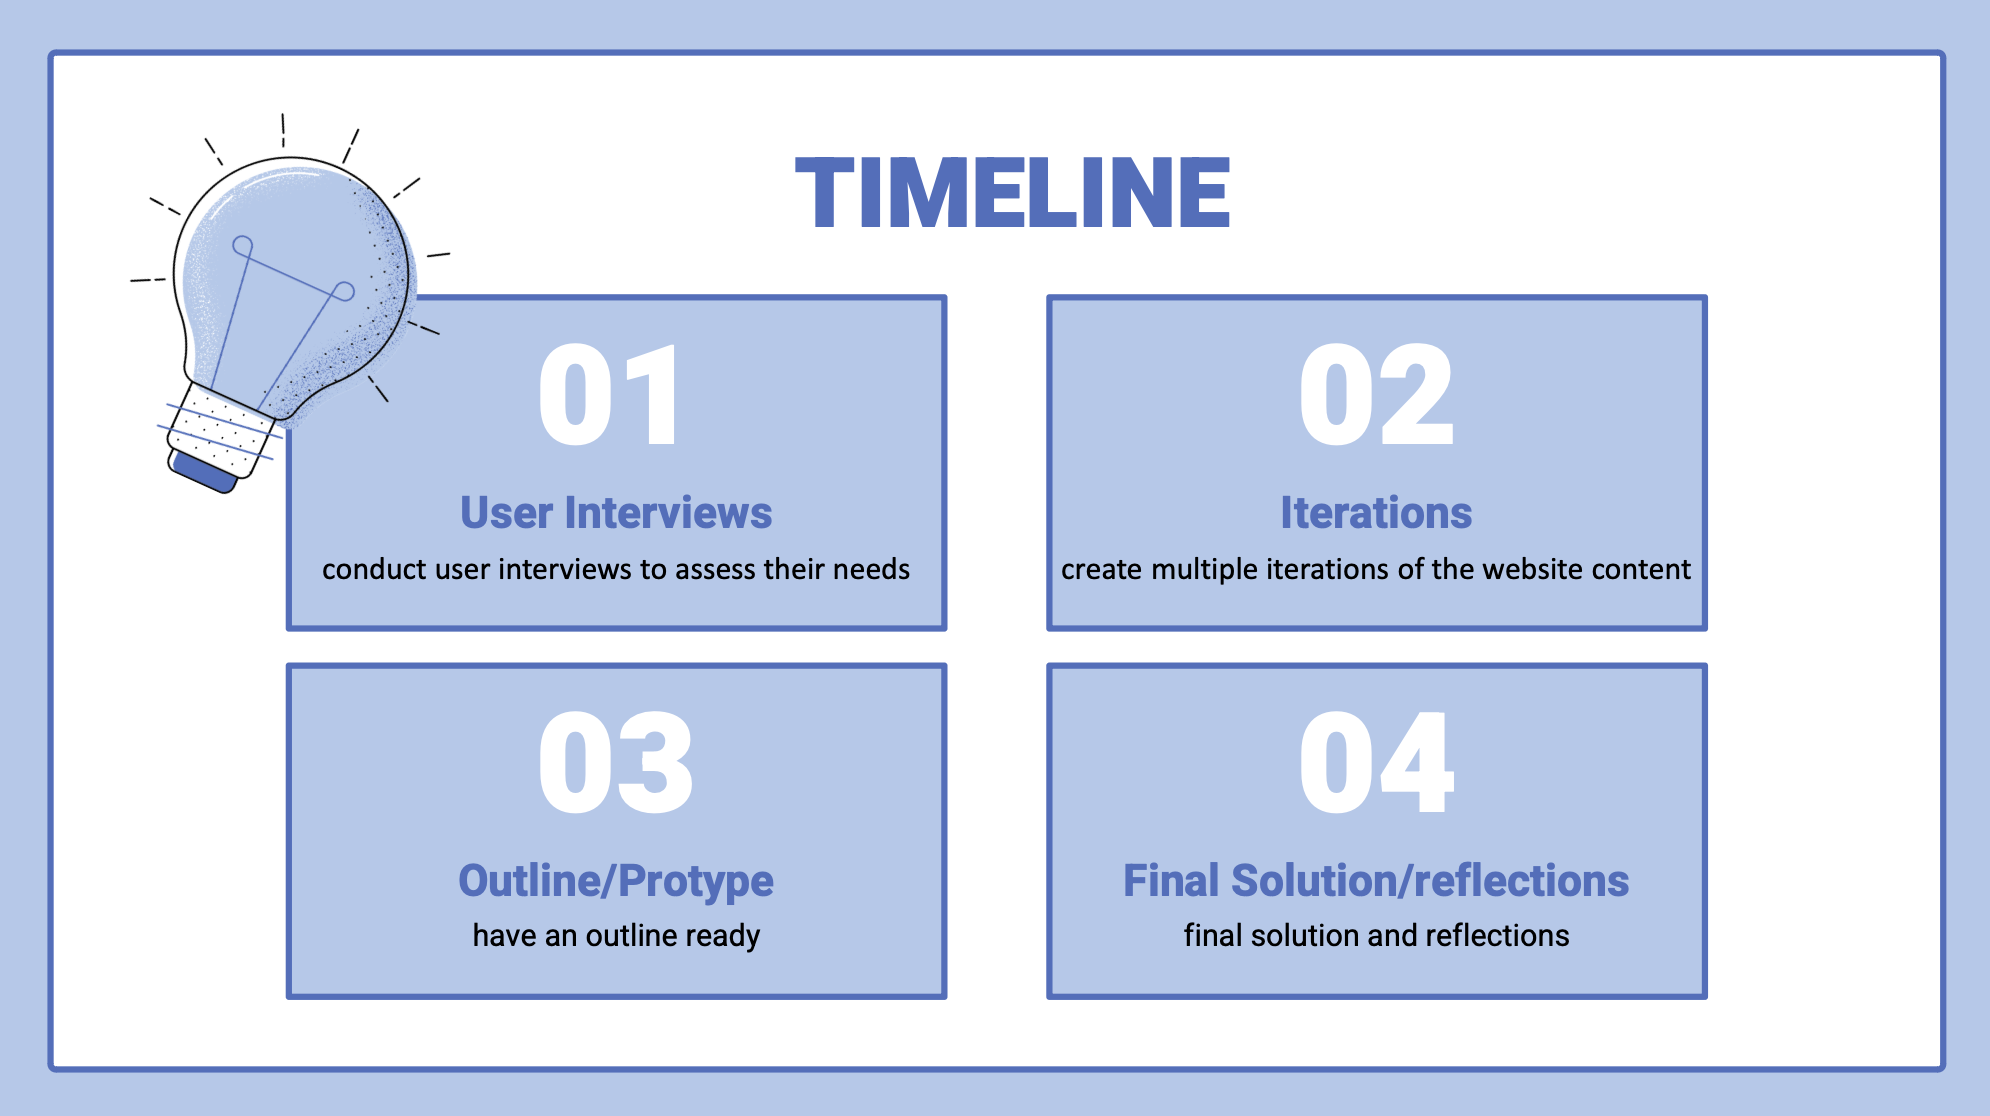 TIMELINE
01
User Interviews
conduct user interviews to assess their needs
02
Iterations
create multiple iterations of the website content
03
Outline/Protype
have an outline ready
04
Final Solution/reflections
final solution and reflections